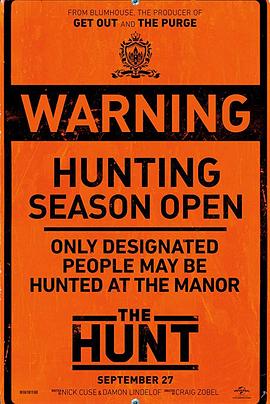 FROM BLUMHOUSE, THE PRODUCER OF
GET OUT AND THE PURGE
WARNING
HUNTING
SEASON OPEN
ONLY DESIGNATED
PEOPLE MAY BE
HUNTED AT THE MANOR
THE
HUNT
SEPTEMBER 27
NICK CUSE & DAMON LINDELOF
CRAIG ZOBEL